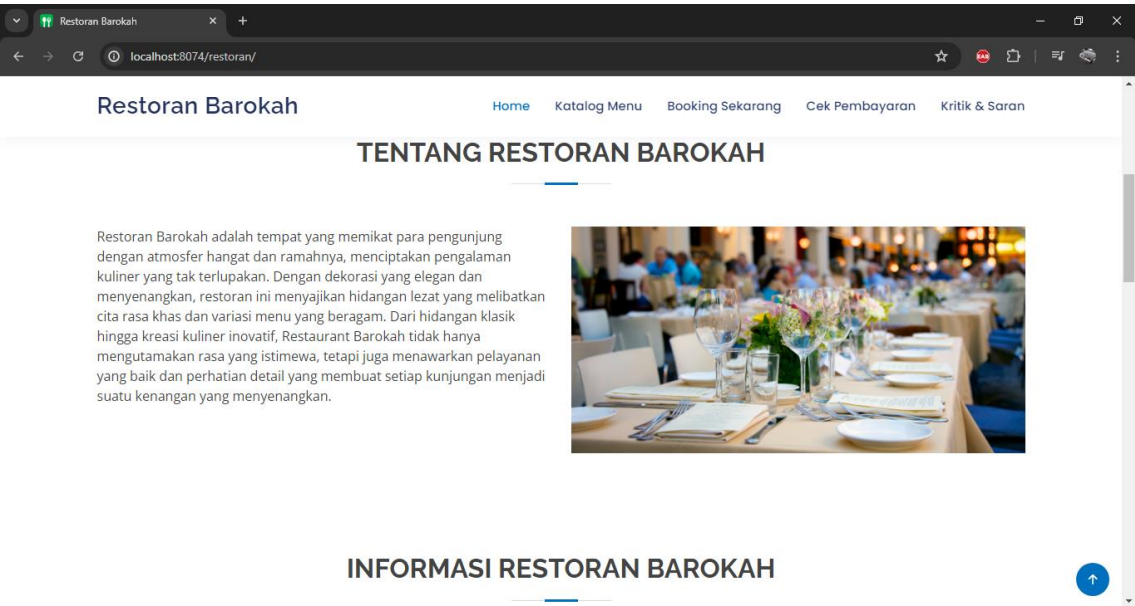 Restoran Barokah
localhost:8074/restoran/
Restoran Barokah
Home Katalog Menu Booking Sekarang Cek Pembayaran Kritik & Saran
TENTANG RESTORAN BAROKAH
Restoran Barokah adalah tempat yang memikat para pengunjung
dengan atmosfer hangat dan ramahnya, menciptakan pengalaman
kuliner yang tak terlupakan. Dengan dekorasi yang elegan dan
menyenangkan, restoran ini menyajikan hidangan lezat yang melibatkan
cita rasa khas dan variasi menu yang beragam. Dari hidangan klasik
hingga kreasi kuliner inovatif, Restaurant Barokah tidak hanya
mengutamakan rasa yang istimewa, tetapi juga menawarkan pelayanan
yang baik dan perhatian detail yang membuat setiap kunjungan menjadi
suatu kenangan yang menyenangkan.
INFORMASI RESTORAN BAROKAH